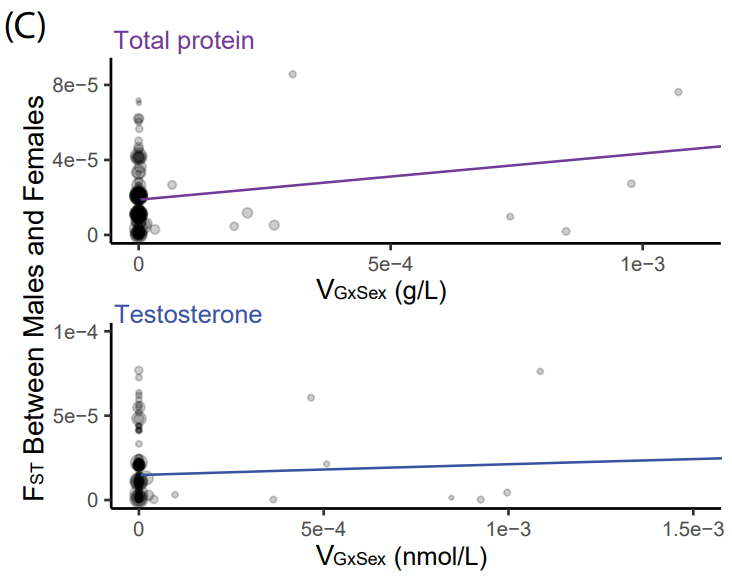 (C)
Total protein
FST Between Males and Females
8e−5
4e−5
0
0 5e−4 1e−3
VGxSex (g/L)
Testosterone
1e−4
5e−5
0
0 5e−4 1e−3 1.5e−3
VGxSex (nmol/L)